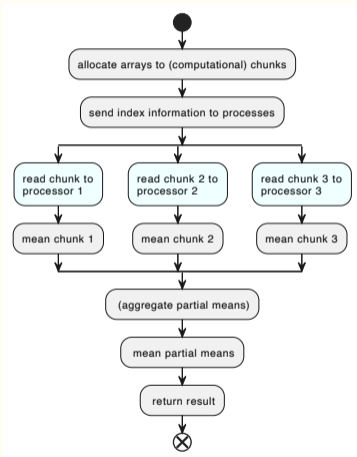 allocate arrays to (computational) chunks
send index information to processes
read chunk to
processor 1
read chunk 2 to
processor 2
read chunk 3 to
processor 3
mean chunk 1
mean chunk 2
mean chunk 3
(aggregate partial means)
mean partial means
return result